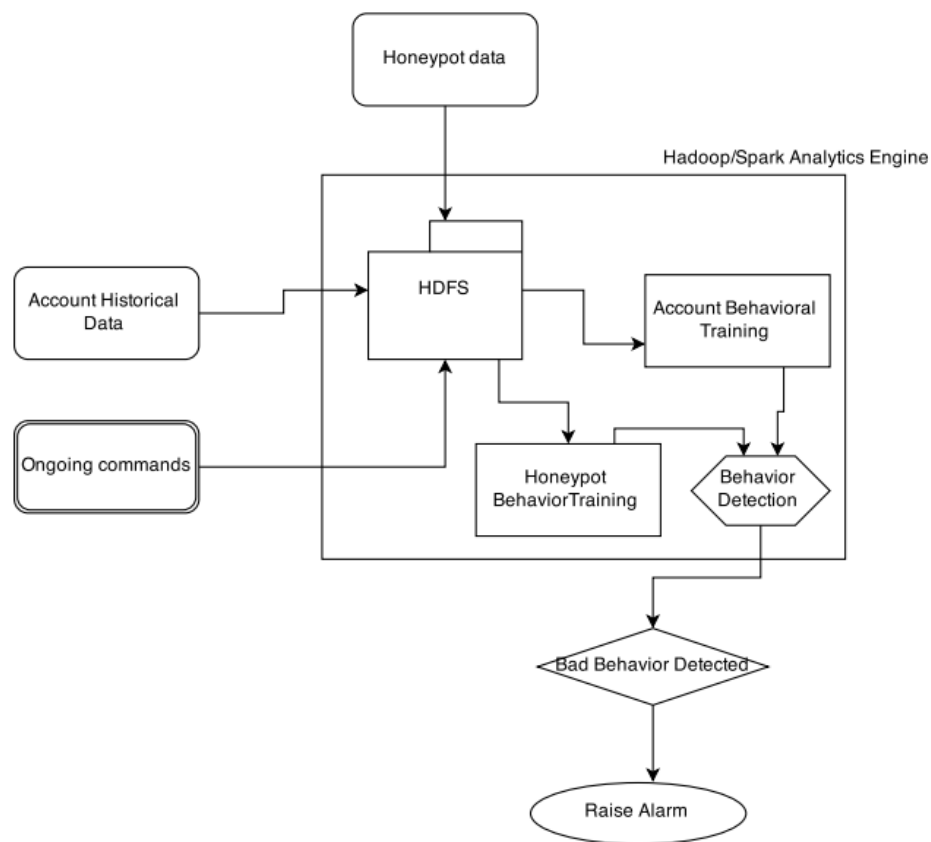 Honeypot data
Hadoop/Spark Analytics Engine
HDFS
Account Historical
Data
Account Behavioral
Training
Ongoing commands
Honeypot
BehaviorTraining
Behavior
Detection
Bad Behavior Detected
Raise Alarm